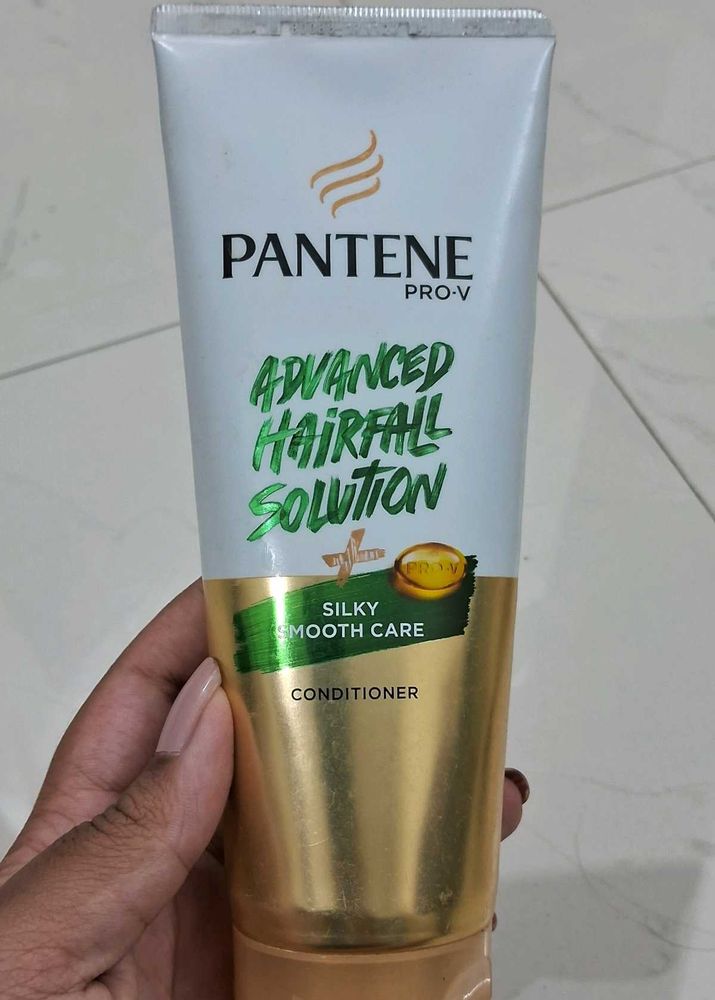 PANTENE
PRO-V
ADVANCED
HAIRFALL
SOLUTION
+
PRO-V
SILKY
SMOOTH CARE
CONDITIONER